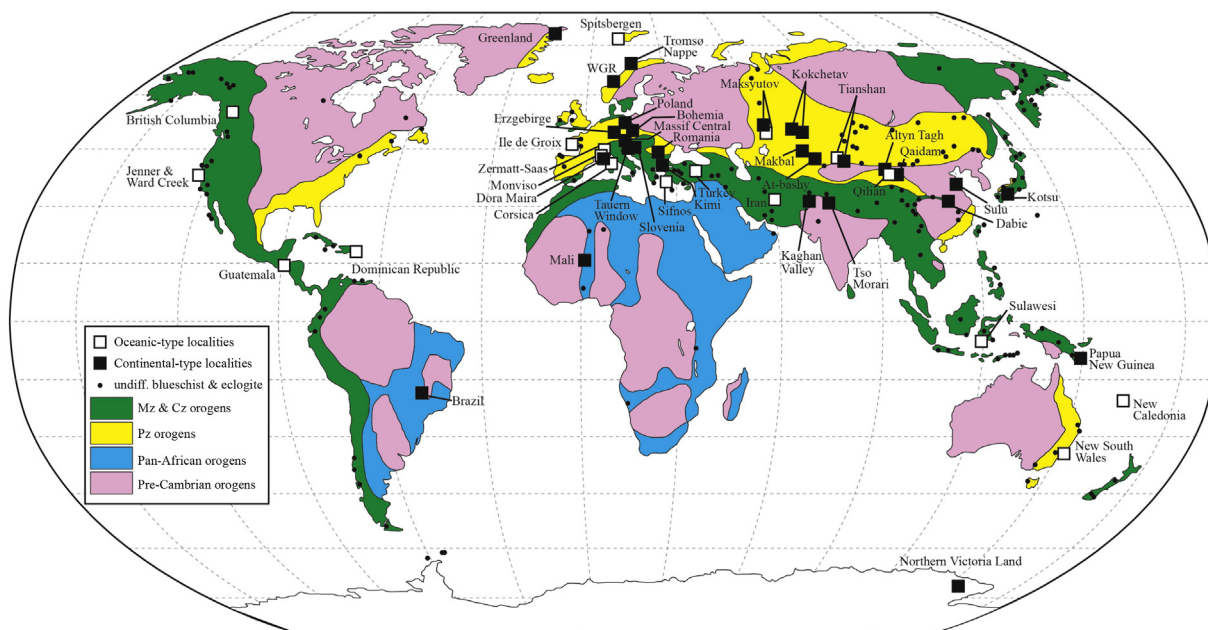 Spitsbergen
Greenland
Tromsø
Nappe
WGR
Kokchetav
Maksyutov
Tianshan
British Columbia
Poland
Bohemia
Erzgebirge
Massif Central
Romania
Altyn Tagh
Qaidam
Ile de Groix
Makbal
Zermatt-Saas
Jenner &
Ward Creek
Monviso
At-bashy
Qilian
Dora Maira
Turkey
Kimi
Iran
Sulu
Kotsu
Corsica
Tauern
Window
Sifnos
Slovenia
Dabie
Mali
Kaghan
Valley
Tso
Morari
Guatemala
Dominican Republic
Sulawesi
Oceanic-type localities
Continental-type localities
undiff. blueschist & eclogite
Mz & Cz orogens
Pz orogens
Pan-African orogens
Pre-Cambrian orogens
Papua
New Guinea
Brazil
New
Caledonia
New South
Wales
Northern Victoria Land